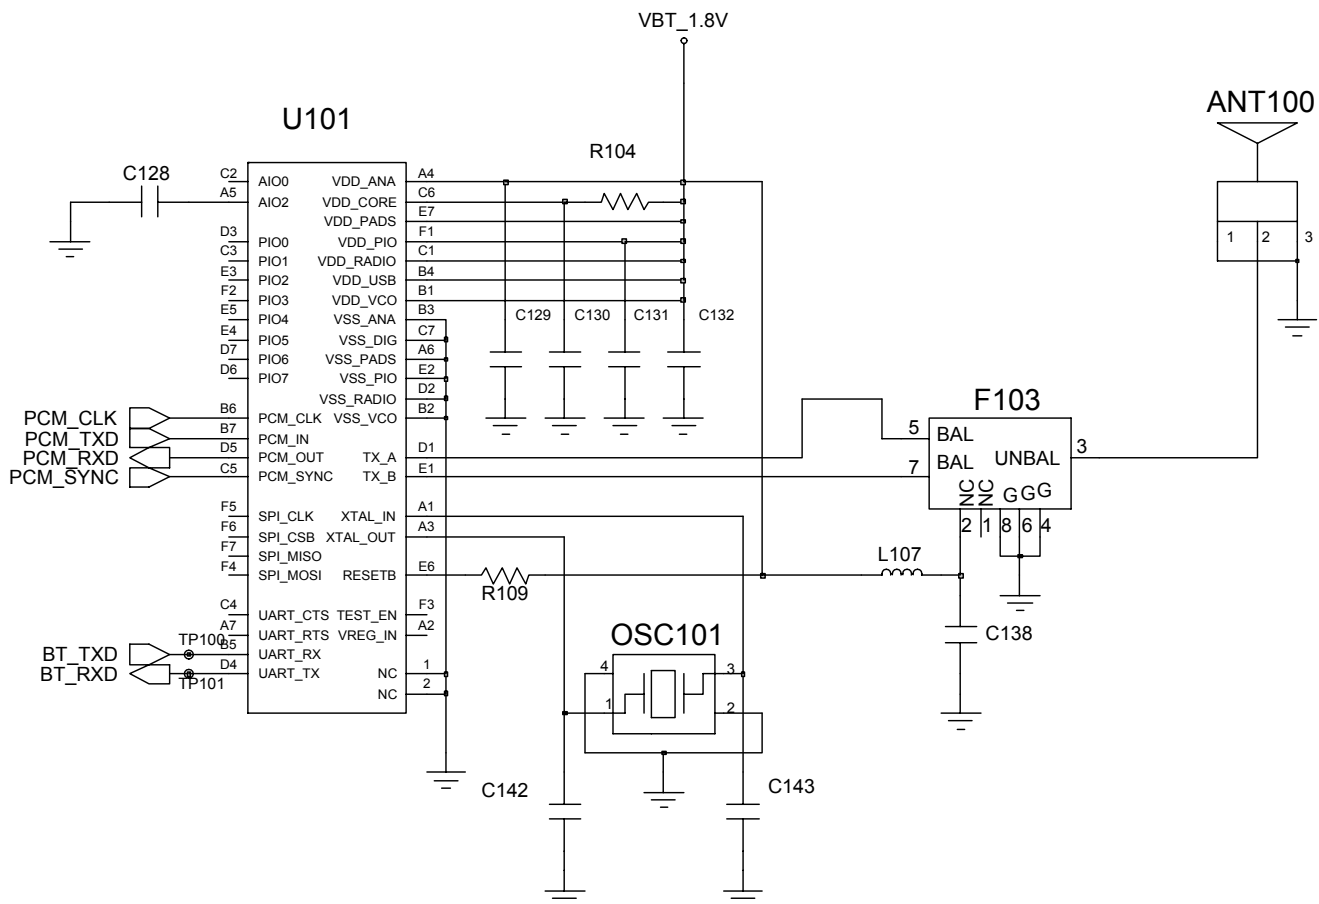 VBT_1.8V
ANT100
U101
R104
C128
C2 AIO0 VDD_ANA A4
A5 AIO2 VDD_CORE C6
VDD_PADS E7
D3 PIO0 VDD_PIO F1
C3 PIO1 VDD_RADIO C1
E3 PIO2 VDD_USB B4
F2 PIO3 VDD_VCO B1
E5 PIO4 VSS_ANA B3
E4 PIO5 VSS_DIG C7
D7 PIO6 VSS_PADS A6
D6 PIO7 VSS_PIO E2
VSS_RADIO D2
PCM_CLK B6 PCM_CLK VSS_VCO B2
PCM_TXD B7 PCM_IN
PCM_RXD D5 PCM_OUT TX_A D1
PCM_SYNC C5 PCM_SYNC TX_B E1
F5 SPI_CLK XTAL_IN A1
F6 SPI_CSB XTAL_OUT A3
F7 SPI_MISO
F4 SPI_MOSI RESETB E6
C4 UART_CTS TEST_EN F3
A7 UART_RTS VREG_IN A2
BT_TXD TP100 B5 UART_RX
BT_RXD TP101 D4 UART_TX NC 1
NC 2
C129 C130 C131 C132
1 2 3
F103
5 BAL
7 BAL UNBAL 3
NC NC G G G
2 1 8 6 4
R109
L107
C138
OSC101
4 3
1 2
C142
C143